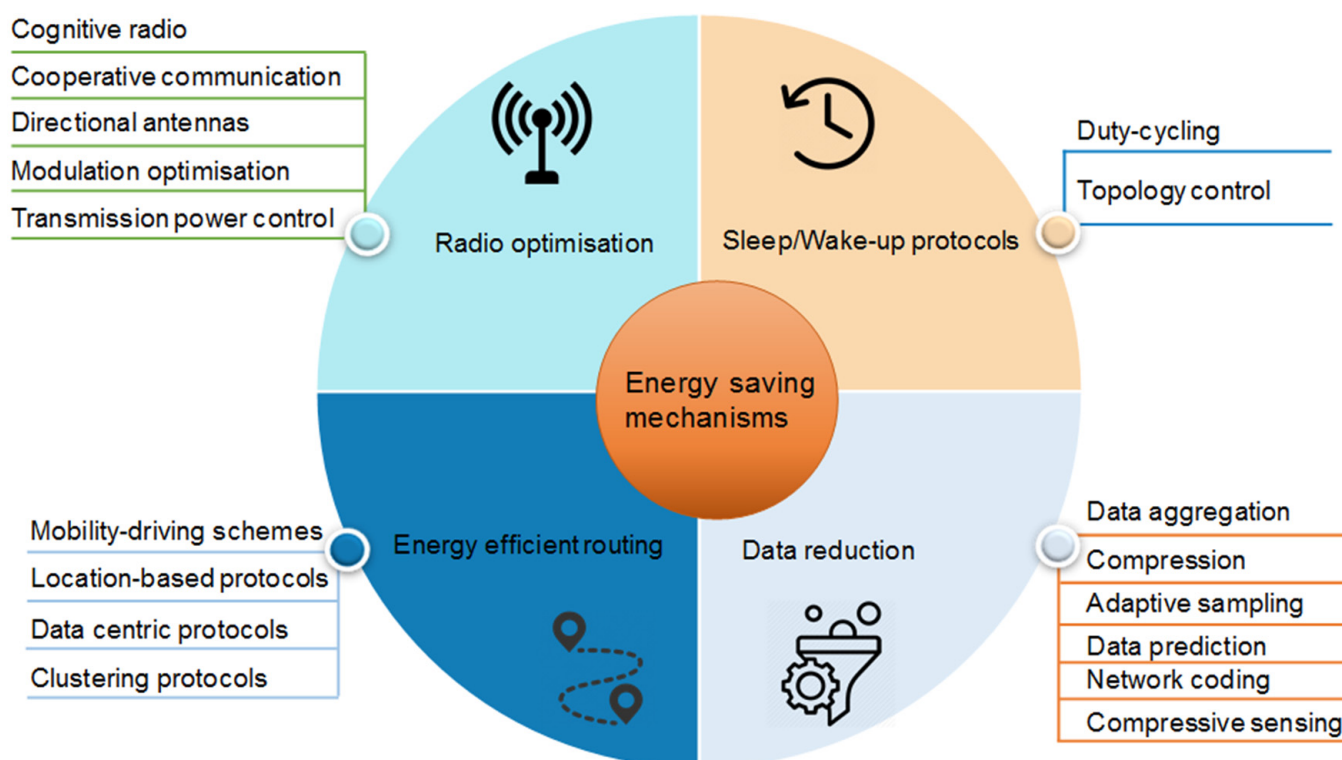 Cognitive radio
Cooperative communication
Directional antennas
Modulation optimisation
Transmission power control
Radio optimisation
Sleep/Wake-up protocols
Duty-cycling
Topology control
Energy saving
mechanisms
Mobility-driving schemes
Location-based protocols
Data centric protocols
Clustering protocols
Energy efficient routing
Data reduction
Data aggregation
Compression
Adaptive sampling
Data prediction
Network coding
Compressive sensing